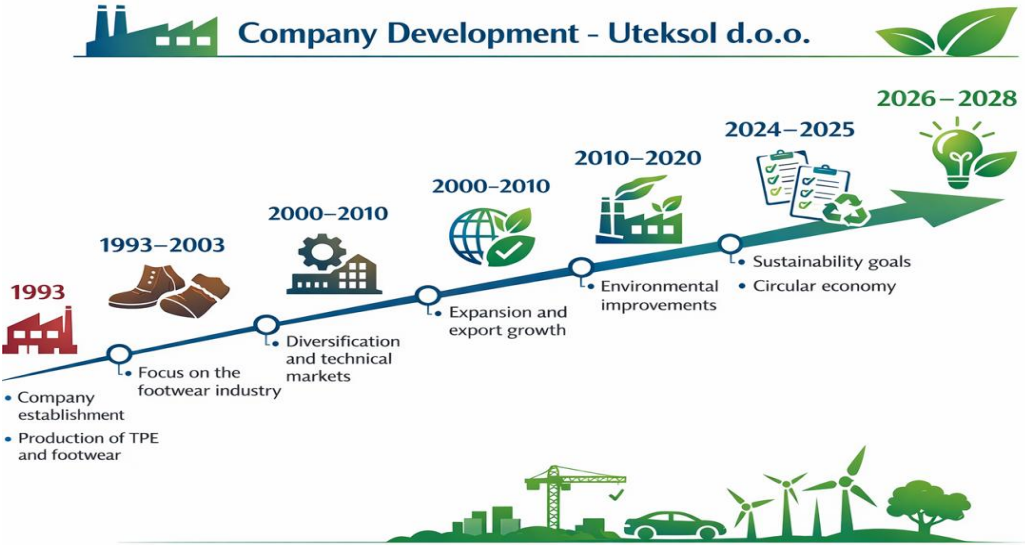 Company Development - Uteksol d.o.o.
1993
• Company
establishment
• Production of TPE
and footwear
1993–2003
• Focus on the
footwear industry
2000–2010
• Diversification
and technical
markets
2000–2010
• Expansion and
export growth
2010–2020
• Environmental
improvements
2024–2025
• Sustainability goals
• Circular economy
2026–2028